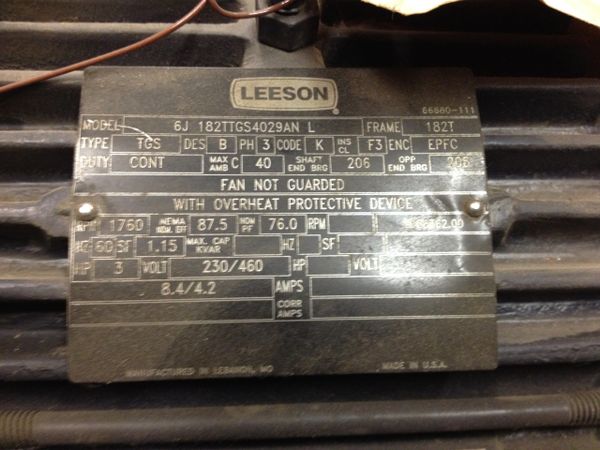 LEESON
66680-111
MODEL 6J 182TTGS4029AN L FRAME 182T
TYPE TGS DES B PH 3 CODE K INS CL F3 ENC EPFC
DUTY CONT MAX AMB C 40 SHAFT END BRG 206 OPP END BRG 205
FAN NOT GUARDED
WITH OVERHEAT PROTECTIVE DEVICE
RPM 1760 NEMA NOM EFF 87.5 NOM PF 76.0 RPM
HZ 60 SF 1.15 MAX. CAP KVAR HZ SF
HP 3 VOLT 230/460 HP VOLT
8.4/4.2 AMPS
CORR AMPS
MANUFACTURED IN LEBANON, MO MADE IN U.S.A.